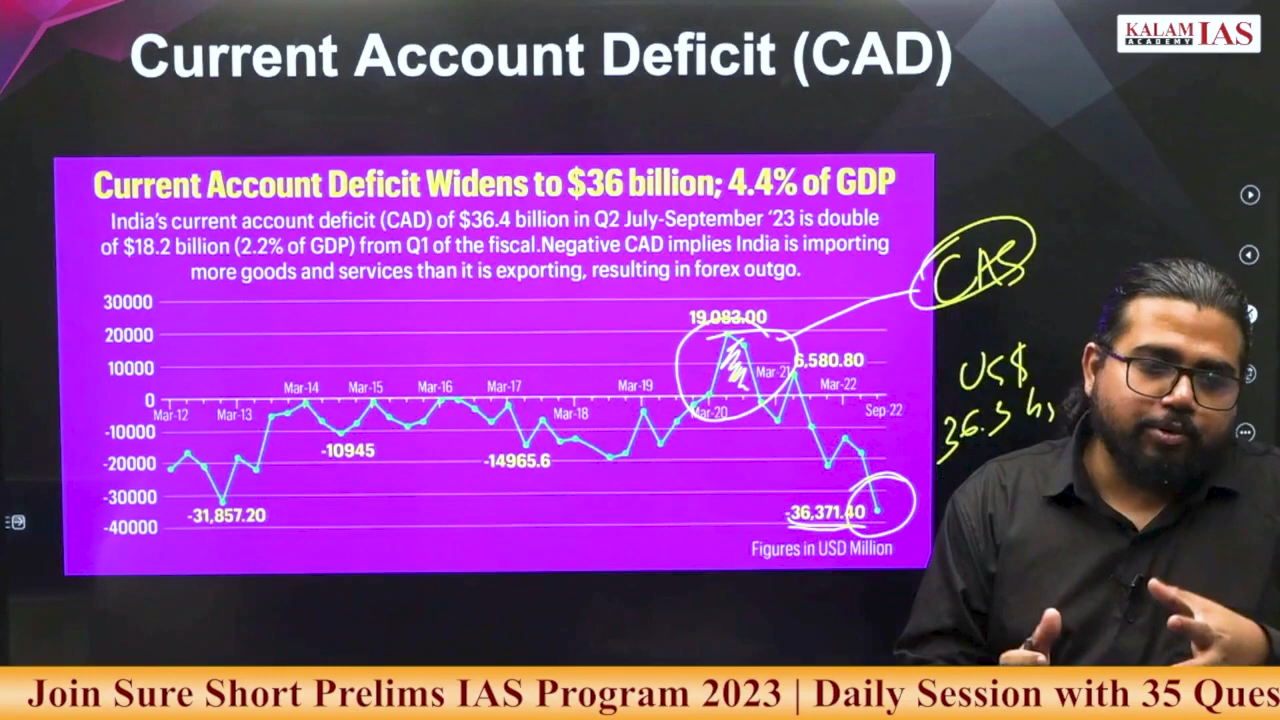 KALAM IAS
ACADEMY
Current Account Deficit (CAD)
Current Account Deficit Widens to $36 billion; 4.4% of GDP
India's current account deficit (CAD) of $36.4 billion in Q2 July-September '23 is double
of $18.2 billion (2.2% of GDP) from Q1 of the fiscal.Negative CAD implies India is importing
more goods and services than it is exporting, resulting in forex outgo.
CAS
30000
19,083.00
20000
10000
6,580.80
US$
36.3
Mar-14 Mar-15 Mar-16 Mar-17 Mar-19 Mar-21 Mar-22
0
Mar-12 Mar-13 Mar-18 Mar-20 Sep-22
-10000
-10945
-14965.6
-20000
-30000
-31,857.20
-36,371.40
-40000
Figures in USD Million
Join Sure Short Prelims IAS Program 2023 | Daily Session with 35 Ques